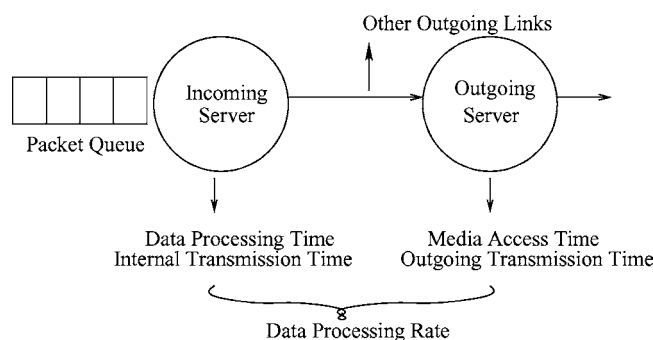 Other Outgoing Links
Incoming
Server
Outgoing
Server
Packet Queue
Data Processing Time
Internal Transmission Time
Media Access Time
Outgoing Transmission Time
Data Processing Rate